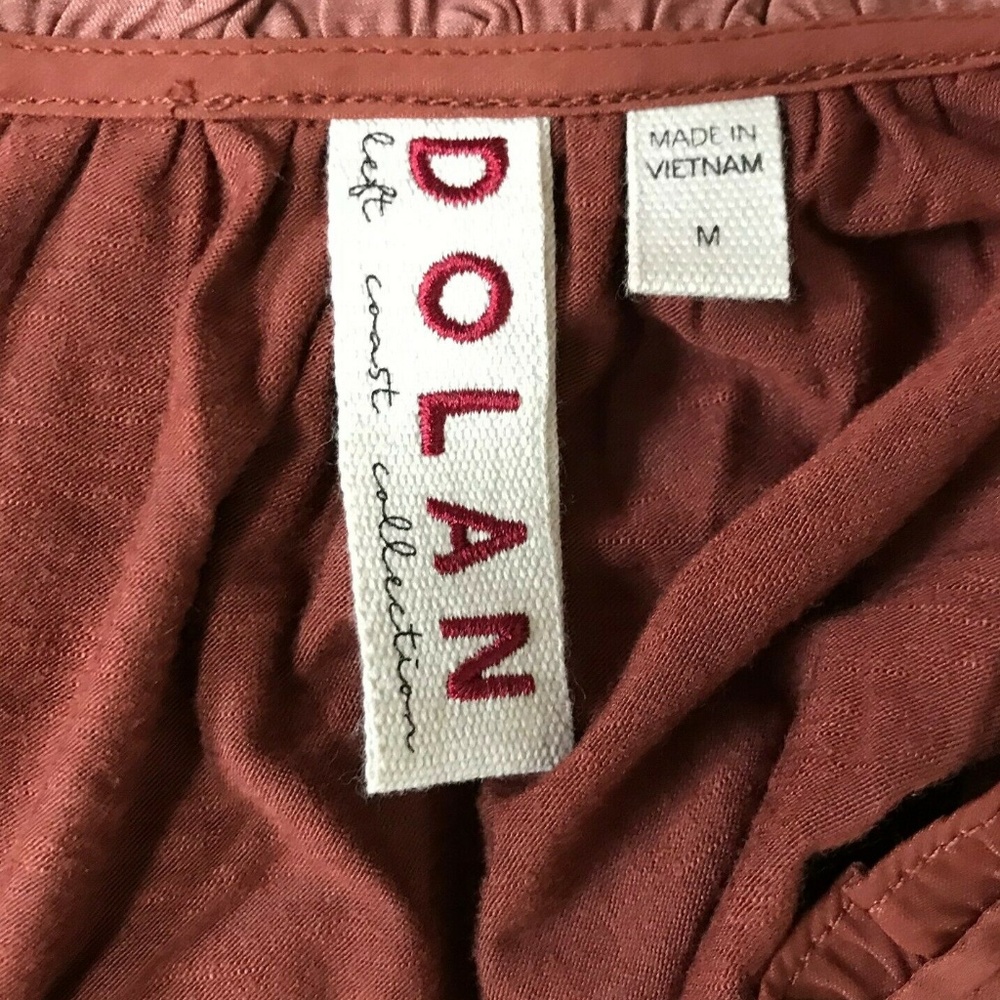 DOLAN
left coast collection
MADE IN
VIETNAM
M